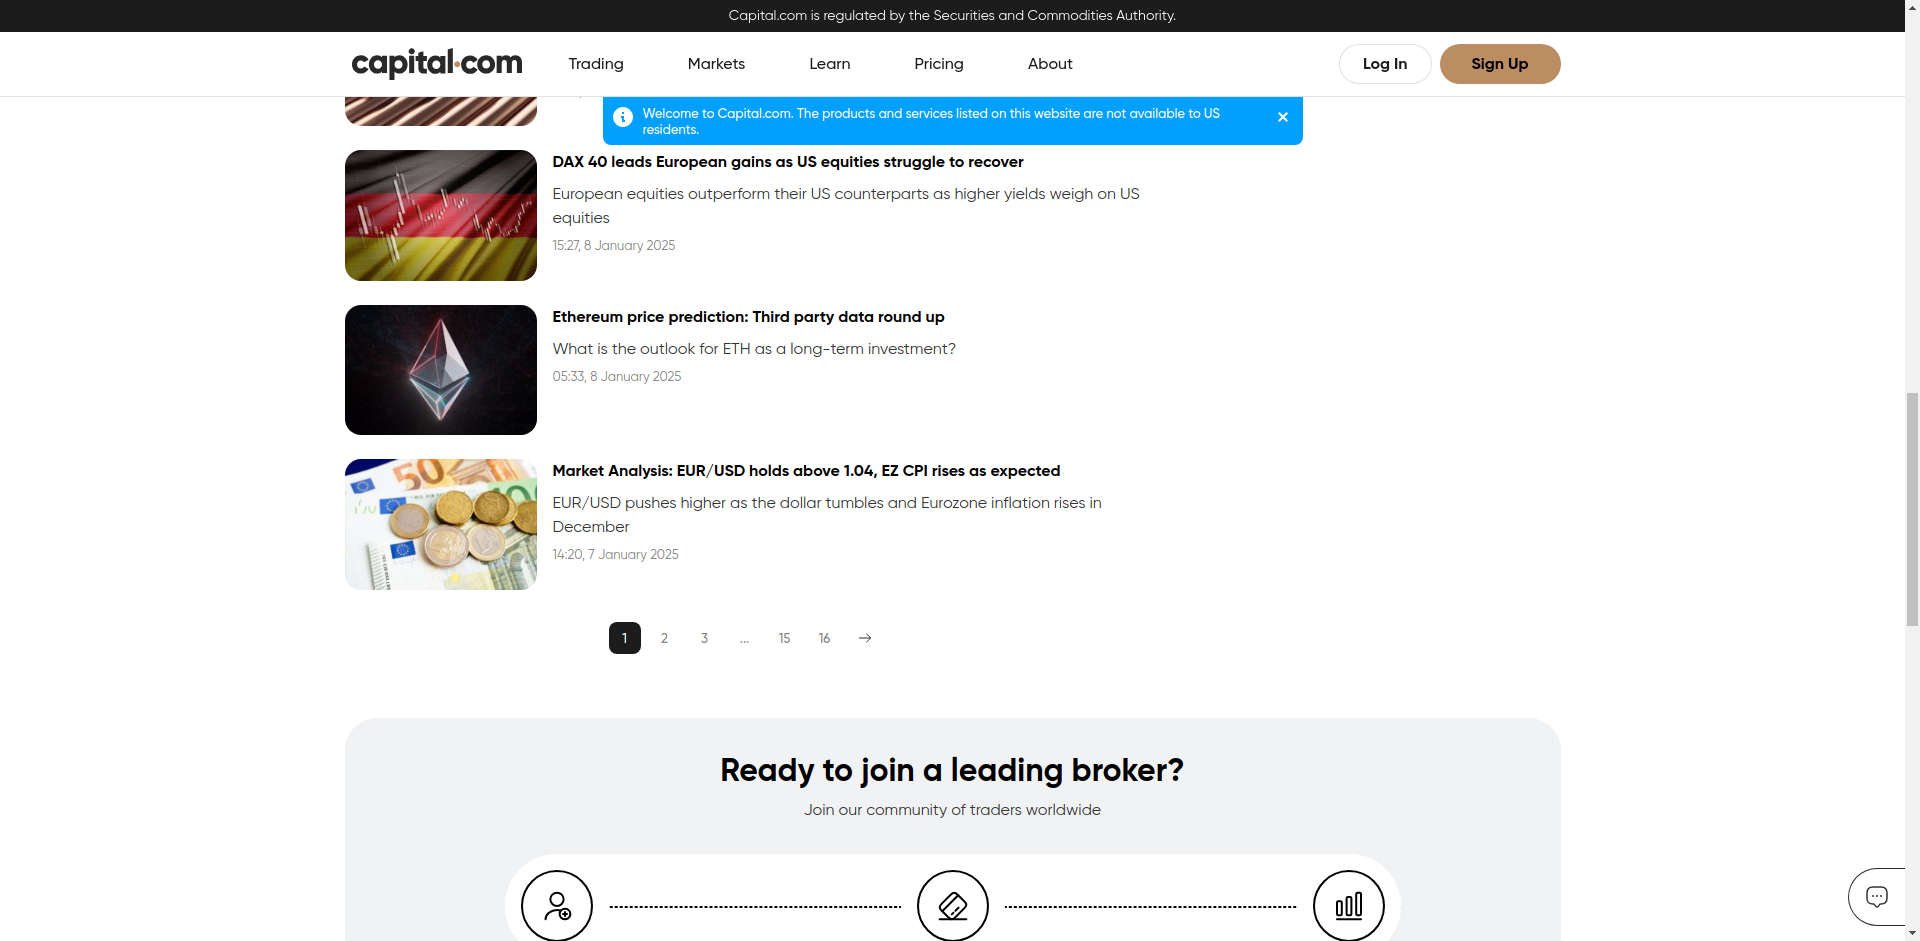 Capital.com is regulated by the Securities and Commodities Authority.
capital.com
Trading
Markets
Learn
Pricing
About
Log In
Sign Up
Welcome to Capital.com. The products and services listed on this website are not available to US
residents.
DAX 40 leads European gains as US equities struggle to recover
European equities outperform their US counterparts as higher yields weigh on US
equities
15:27, 8 January 2025
Ethereum price prediction: Third party data round up
What is the outlook for ETH as a long-term investment?
05:33, 8 January 2025
50
Market Analysis: EUR/USD holds above 1.04, EZ CPI rises as expected
EUR/USD pushes higher as the dollar tumbles and Eurozone inflation rises in
December
14:20, 7 January 2025
1
2
3
...
15
16
Ready to join a leading broker?
Join our community of traders worldwide